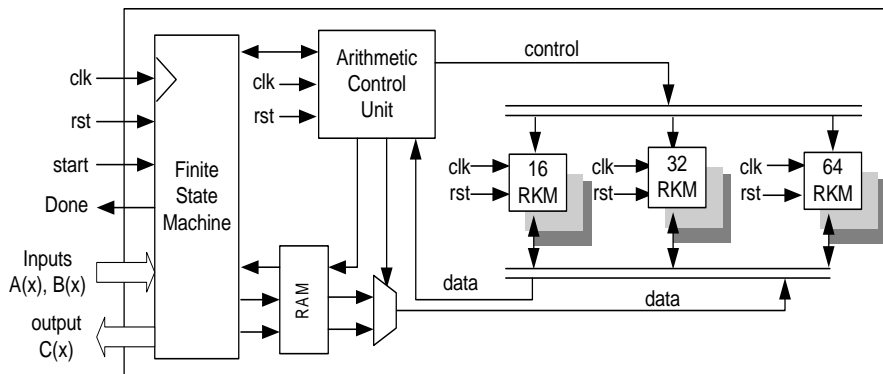 clk
rst
start
Done
Inputs
A(x), B(x)
output
C(x)
Finite
State
Machine
clk
rst
Arithmetic
Control
Unit
RAM
control
clk
rst
16
RKM
clk
rst
32
RKM
clk
rst
64
RKM
data
data